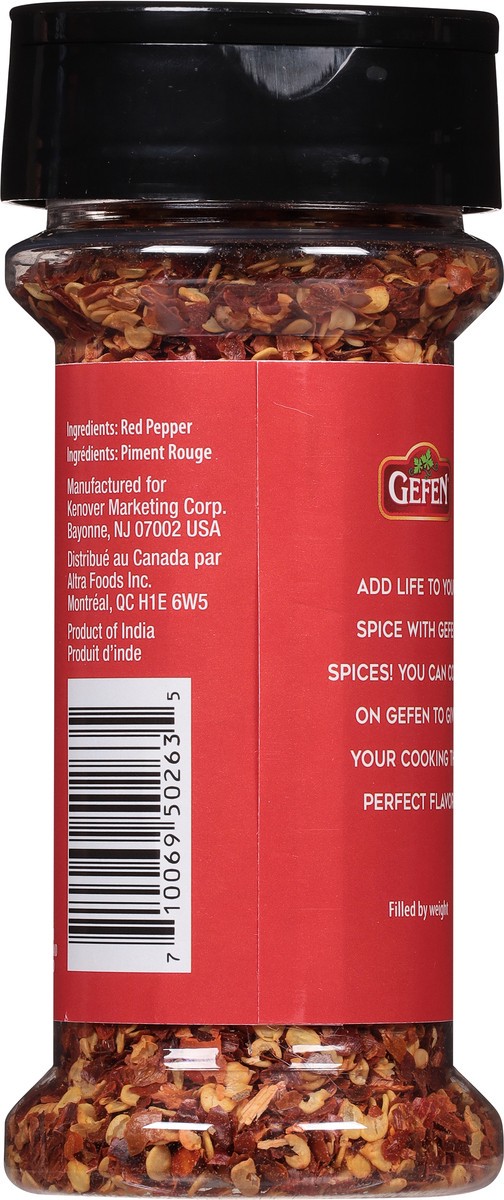 Ingredients: Red Pepper
Ingrédients: Piment Rouge
Manufactured for
Kenover Marketing Corp.
Bayonne, NJ 07002 USA
Distribué au Canada par
Altra Foods Inc.
Montréal, QC H1E 6W5
Product of India
Produit d'inde
7 10069 50263 5
GEFEN
ADD LIFE TO
SPICE WITH
SPICES! YOU CAN
ON GEFEN TO
YOUR COOKING
PERFECT
Filled by weight